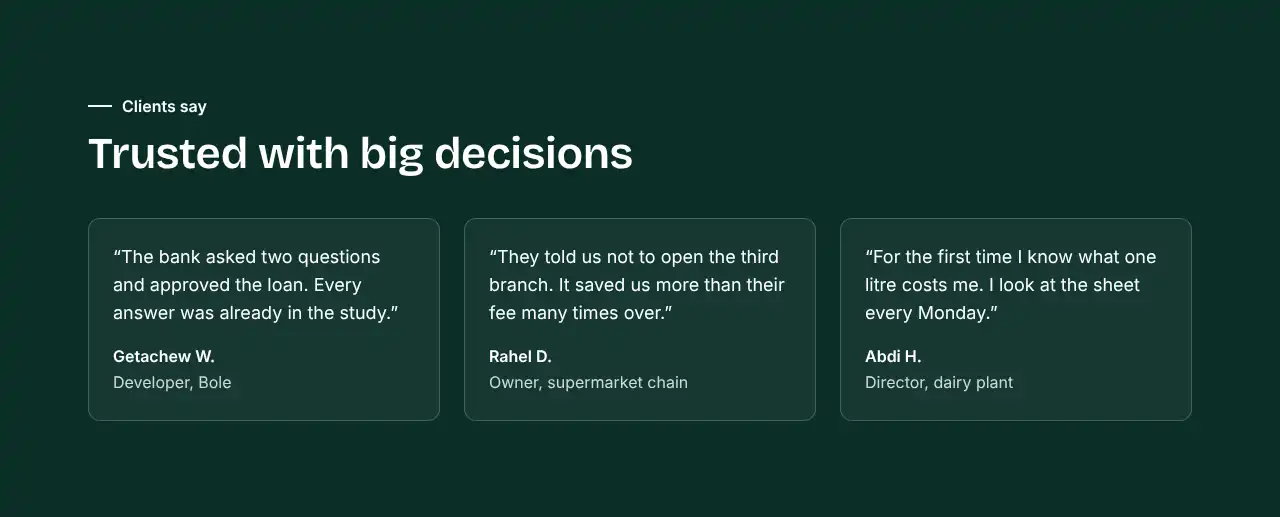 Clients say
Trusted with big decisions
“The bank asked two questions
and approved the loan. Every
answer was already in the study.”
Getachew W.
Developer, Bole
“They told us not to open the third
branch. It saved us more than their
fee many times over.”
Rahel D.
Owner, supermarket chain
“For the first time I know what one
litre costs me. I look at the sheet
every Monday.”
Abdi H.
Director, dairy plant